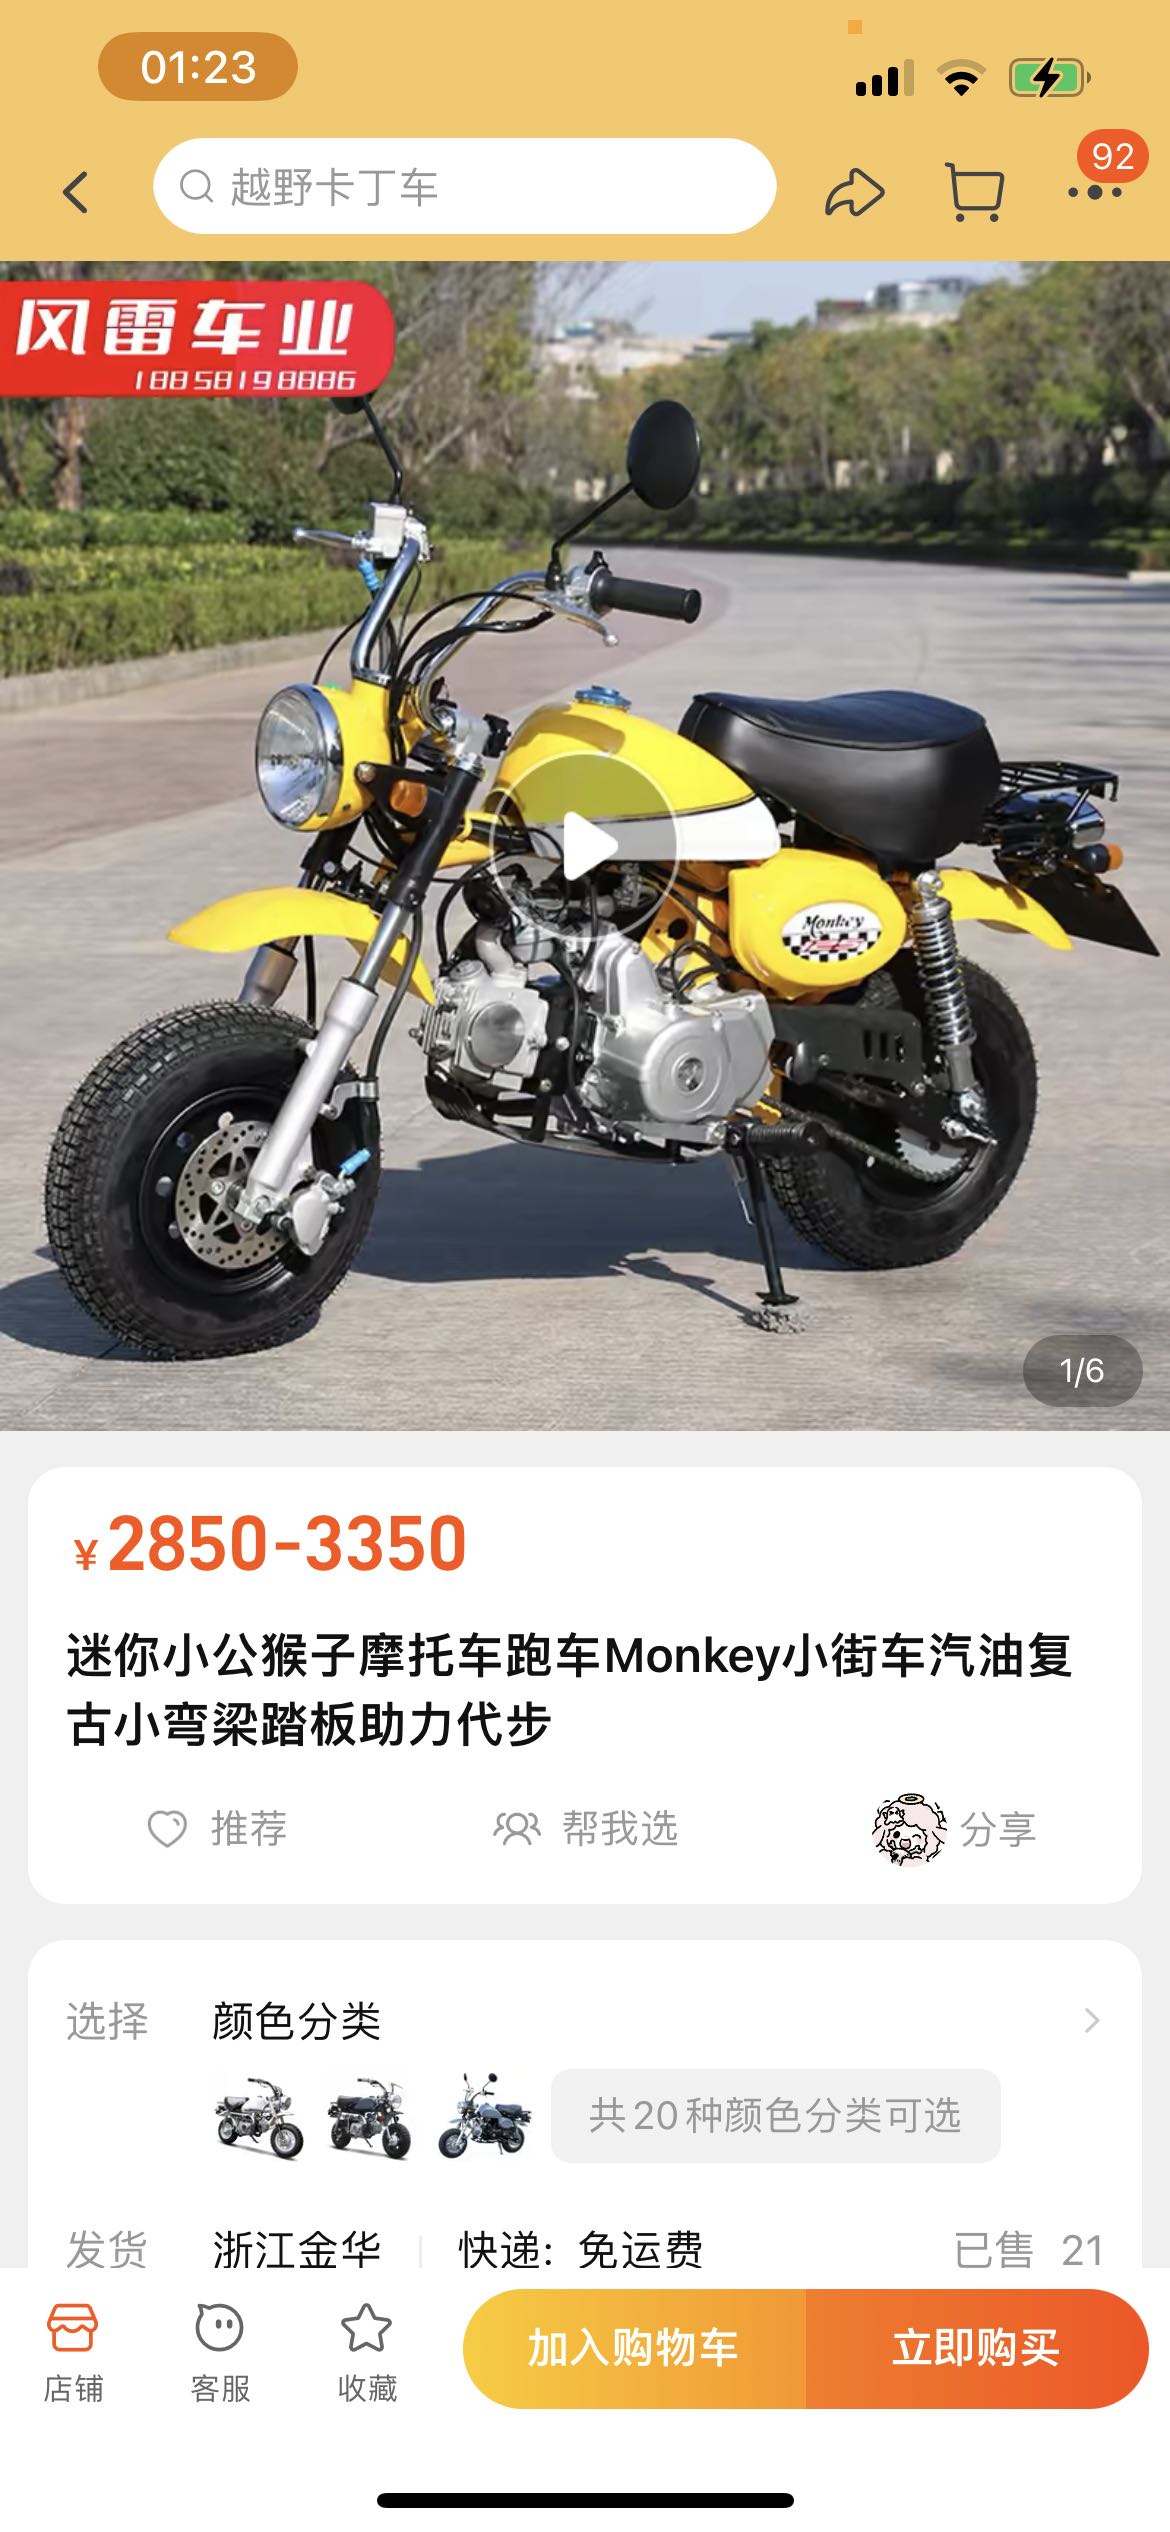 01:23
92
越野卡丁车
风雷车业
18858198886
Monkey
125
1/6
¥2850-3350
迷你小公猴子摩托车跑车Monkey小街车汽油复
古小弯梁踏板助力代步
推荐
帮我选
分享
选择 颜色分类
共20种颜色分类可选
发货 浙江金华 快递: 免运费 已售 21
店铺
客服
收藏
加入购物车
立即购买